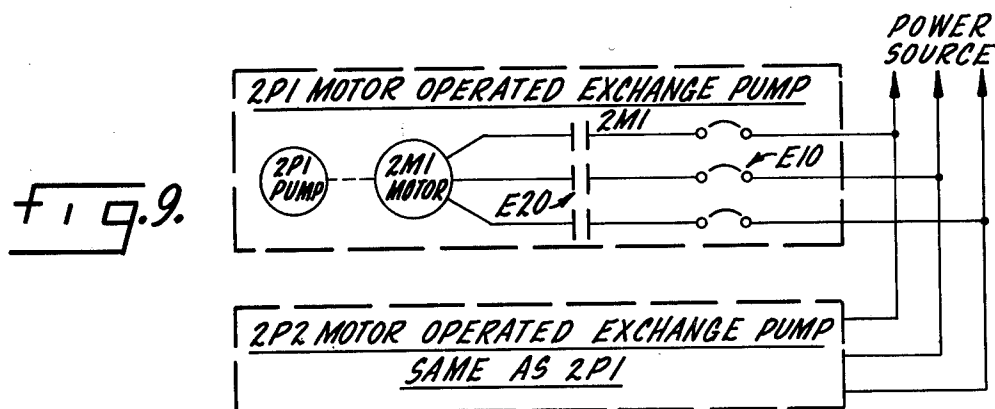 POWER
SOURCE
2P1 MOTOR OPERATED EXCHANGE PUMP
2M1
E10
2P1
PUMP
2M1
MOTOR
E20
fig.9.
2P2 MOTOR OPERATED EXCHANGE PUMP
SAME AS 2P1